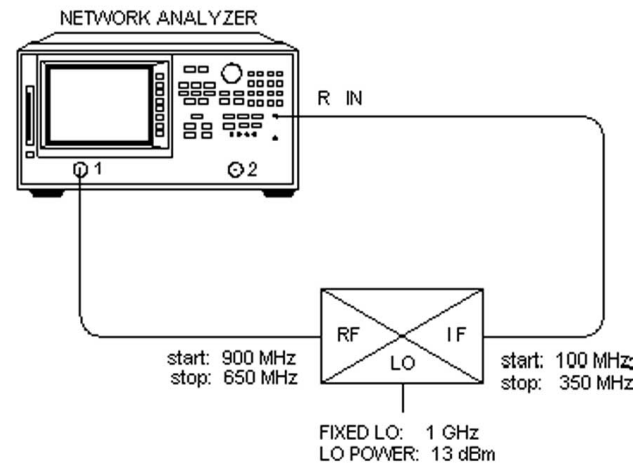 NETWORK ANALYZER
R IN
1
2
RF
IF
LO
start: 900 MHz
stop: 650 MHz
start: 100 MHz
stop: 350 MHz
FIXED LO: 1 GHz
LO POWER: 13 dBm